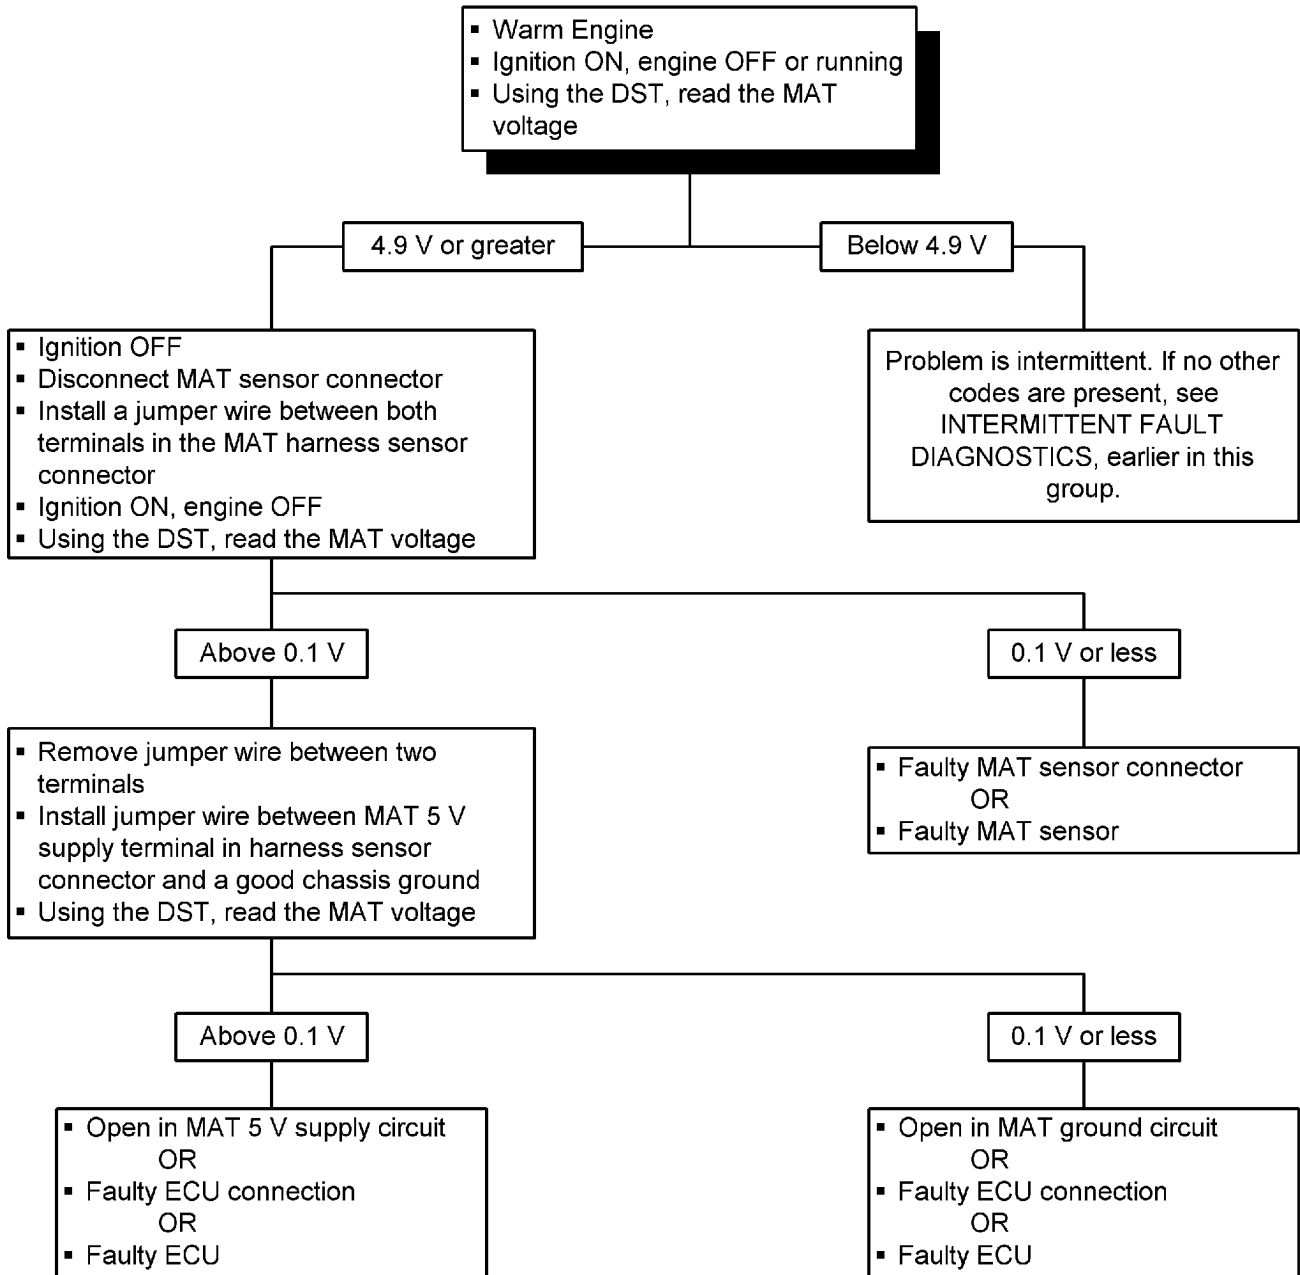 ▪ Warm Engine
▪ Ignition ON, engine OFF or running
▪ Using the DST, read the MAT
voltage
4.9 V or greater
Below 4.9 V
▪ Ignition OFF
▪ Disconnect MAT sensor connector
▪ Install a jumper wire between both
terminals in the MAT harness sensor
connector
▪ Ignition ON, engine OFF
▪ Using the DST, read the MAT voltage
Problem is intermittent. If no other
codes are present, see
INTERMITTENT FAULT
DIAGNOSTICS, earlier in this
group.
Above 0.1 V
0.1 V or less
▪ Remove jumper wire between two
terminals
▪ Install jumper wire between MAT 5 V
supply terminal in harness sensor
connector and a good chassis ground
▪ Using the DST, read the MAT voltage
▪ Faulty MAT sensor connector
OR
▪ Faulty MAT sensor
Above 0.1 V
0.1 V or less
▪ Open in MAT 5 V supply circuit
OR
▪ Faulty ECU connection
OR
▪ Faulty ECU
▪ Open in MAT ground circuit
OR
▪ Faulty ECU connection
OR
▪ Faulty ECU